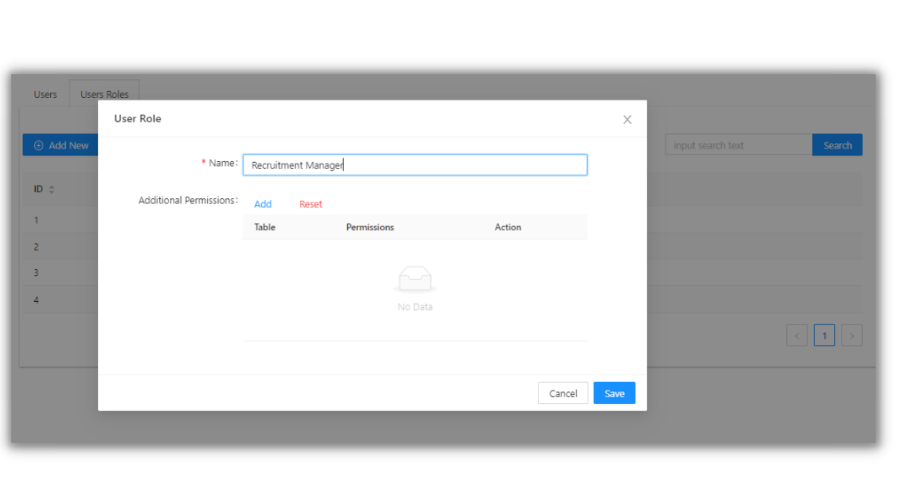 Users Users Roles
User Role
Add New
* Name: Recruitment Manager
input search text Search
ID
Additional Permissions: Add Reset
Table Permissions Action
1
2
3
4
No Data
< 1 >
Cancel Save